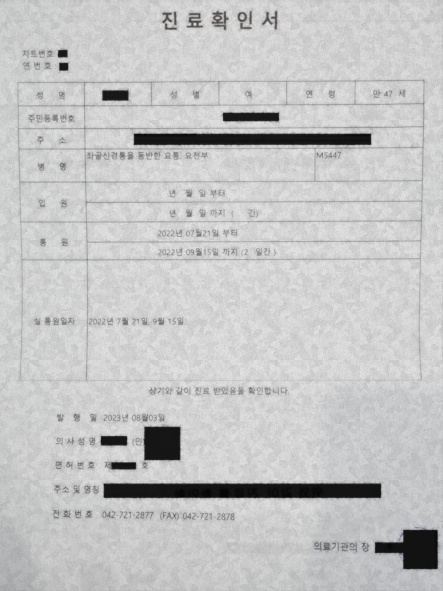 진료확인서
차트번호
연번호
성 명 성 별 여 연 령 만 47 세
주민등록번호
주 소
병 명 좌골신경통을 동반한 요통, 요천부 M5447
입 원 년 월 일 부터
년 월 일 까지 ( 간)
통 원 2022년 07월21일 부터
2022년 09월15일 까지 (2 일간 )
실 통원일자 2022년 7월 21일, 9월 15일
상기와 같이 진료 받았음을 확인합니다.
발 행 일 2023년 08월03일
의 사 성 명 (인)
면 허 번 호 제 호
주소 및 명칭
전 화 번 호 042-721-2877 (FAX) 042-721-2878
의료기관의 장